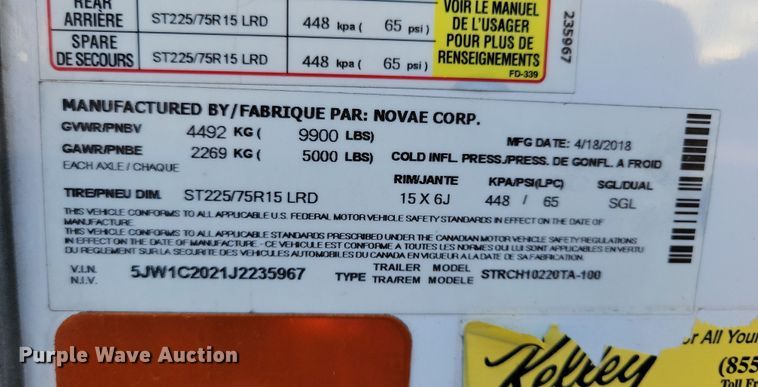 REAR
ARRIÈRE ST225/75R15 LRD 448 kpa ( 65 psi )
SPARE
DE SECOURS ST225/75R15 LRD 448 kpa ( 65 psi )
VOIR LE MANUEL
DE L'USAGER
POUR PLUS DE
RENSEIGNEMENTS
FD-339
235967
MANUFACTURED BY/FABRIQUE PAR: NOVAE CORP.
GVWR/PNBV 4492 KG ( 9900 LBS) MFG DATE: 4/18/2018
GAWR/PNBE 2269 KG ( 5000 LBS) COLD INFL. PRESS/PRESS. DE GONFL. A FROID
EACH AXLE / CHAQUE
RIM/JANTE KPA/PSI(LPC) SGL/DUAL
TIRE/PNEU DIM. ST225/75R15 LRD 15 X 6J 448 / 65 SGL
THIS VEHICLE CONFORMS TO ALL APPLICABLE U.S. FEDERAL MOTOR VEHICLE SAFETY STANDARDS IN EFFECT ON THE DATE OF
MANUFACTURE.
THIS VEHICLE CONFORMS TO ALL APPLICABLE STANDARDS PRESCRIBED UNDER THE CANADIAN MOTOR VEHICLE SAFETY REGULATIONS
IN EFFECT ON THE DATE OF MANUFACTURE - CE VEHICULE EST CONFORME A TOUTES LES NORMES QUI LUI SONT APPLICABLES EN VERTU
DU REGLEMENT SUR LA SECURITE DES VEHICULES AUTOMOBILES DU CANADA EN VIGUEUR A LA DATE DE SA FABRICATION.
V.I.N. 5JW1C2021J2235967 TYPE TRAILER MODEL STRCH10220TA-100
N.I.V. TRA/REM MODELE
Kelley
or All Your
(855
Toll Fr
Purple Wave Auction